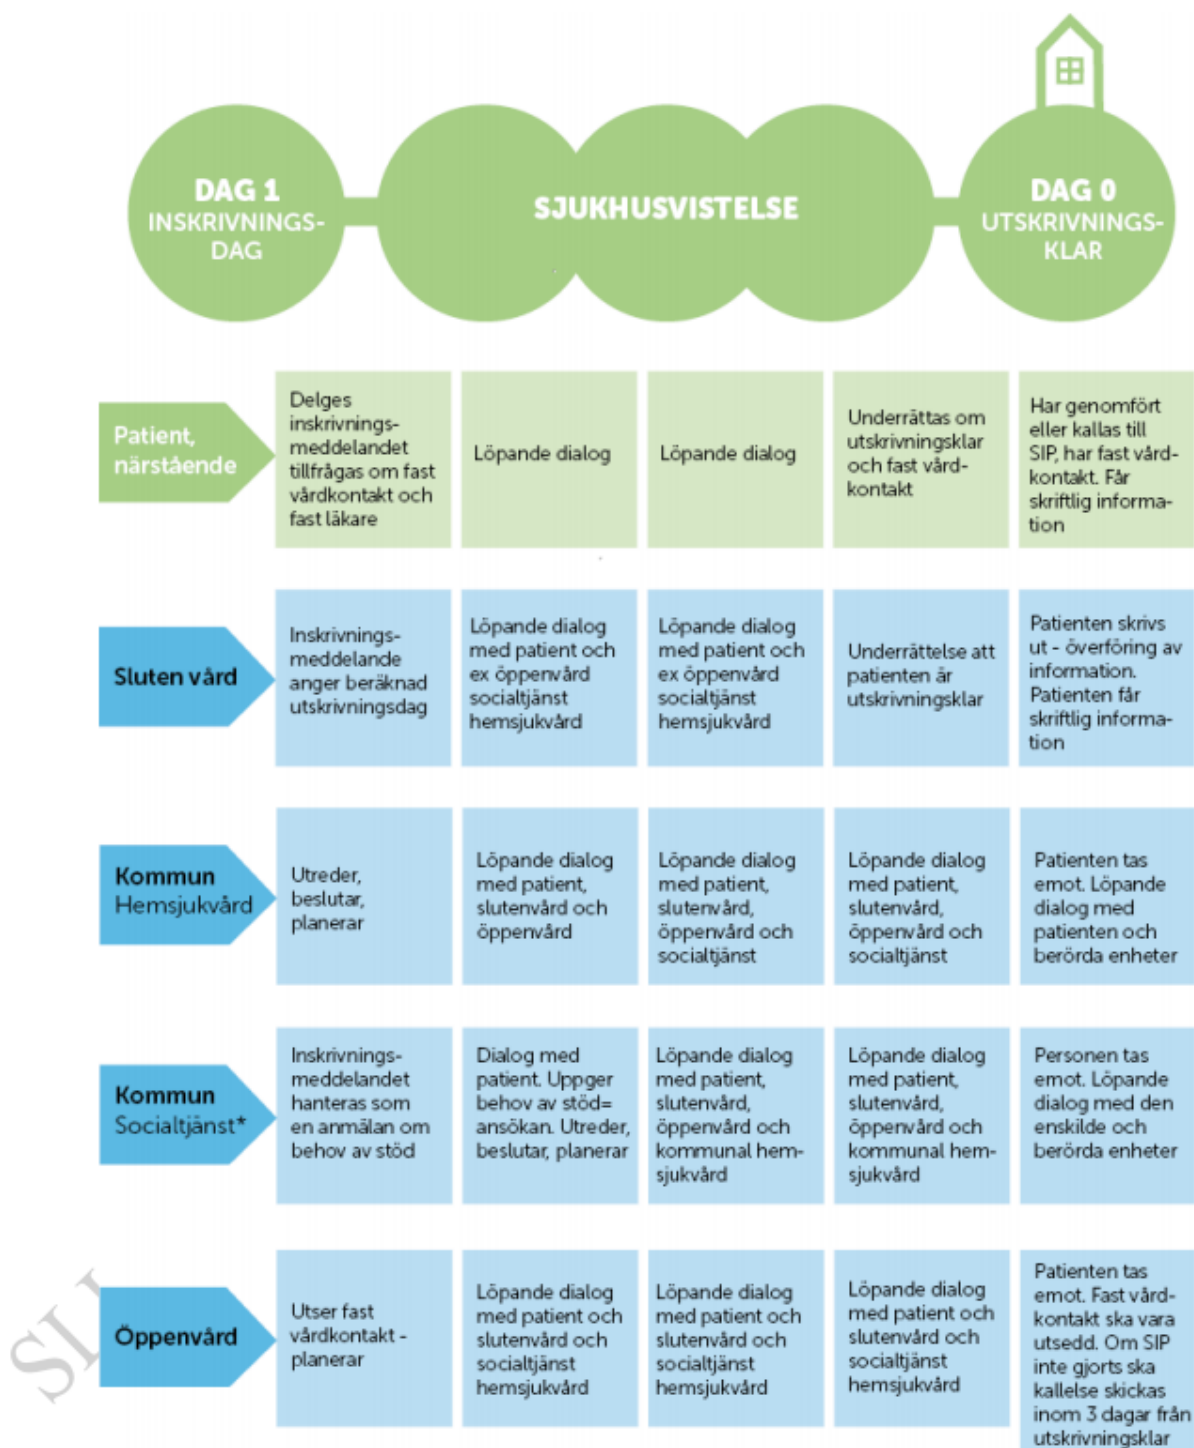 DAG 1
INSKRIVNINGS-
DAG
SJUKHUSVISTELSE
DAG 0
UTSKRIVNINGS-
KLAR
Patient,
närstående
Delges
inskrivnings-
meddelandet
tillfrågas om fast
vårdkontakt och
fast läkare
Löpande dialog
Löpande dialog
Underrättas om
utskrivningsklar
och fast vård-
kontakt
Har genomfört
eller kallas till
SIP, har fast vård-
kontakt. Får
skriftlig informa-
tion
Sluten vård
Inskrivnings-
meddelande
anger beräknad
utskrivningsdag
Löpande dialog
med patient och
ex öppenvård
socialtjänst
hemsjukvård
Löpande dialog
med patient och
ex öppenvård
socialtjänst
hemsjukvård
Underrättelse att
patienten är
utskrivningsklar
Patienten skrivs
ut - överföring av
information.
Patienten får
skriftlig informa-
tion
Kommun
Hemsjukvård
Utreder,
beslutar,
planerar
Löpande dialog
med patient,
slutenvård och
öppenvård
Löpande dialog
med patient,
slutenvård,
öppenvård och
socialtjänst
Löpande dialog
med patient,
slutenvård,
öppenvård och
socialtjänst
Patienten tas
emot. Löpande
dialog med
patienten och
berörda enheter
Kommun
Socialtjänst*
Inskrivnings-
meddelandet
hanteras som
en anmälan om
behov av stöd
Dialog med
patient. Uppger
behov av stöd=
ansökan. Utreder,
beslutar, planerar
Löpande dialog
med patient,
slutenvård,
öppenvård och
kommunal hem-
sjukvård
Löpande dialog
med patient,
slutenvård,
öppenvård och
kommunal hem-
sjukvård
Personen tas
emot. Löpande
dialog med den
enskilde och
berörda enheter
Öppenvård
Utser fast
vårdkontakt -
planerar
Löpande dialog
med patient och
slutenvård och
socialtjänst
hemsjukvård
Löpande dialog
med patient och
slutenvård och
socialtjänst
hemsjukvård
Löpande dialog
med patient och
slutenvård och
socialtjänst
hemsjukvård
Patienten tas
emot. Fast vård-
kontakt ska vara
utsedd. Om SIP
inte gjorts ska
kallelse skickas
inom 3 dagar från
utskrivningsklar